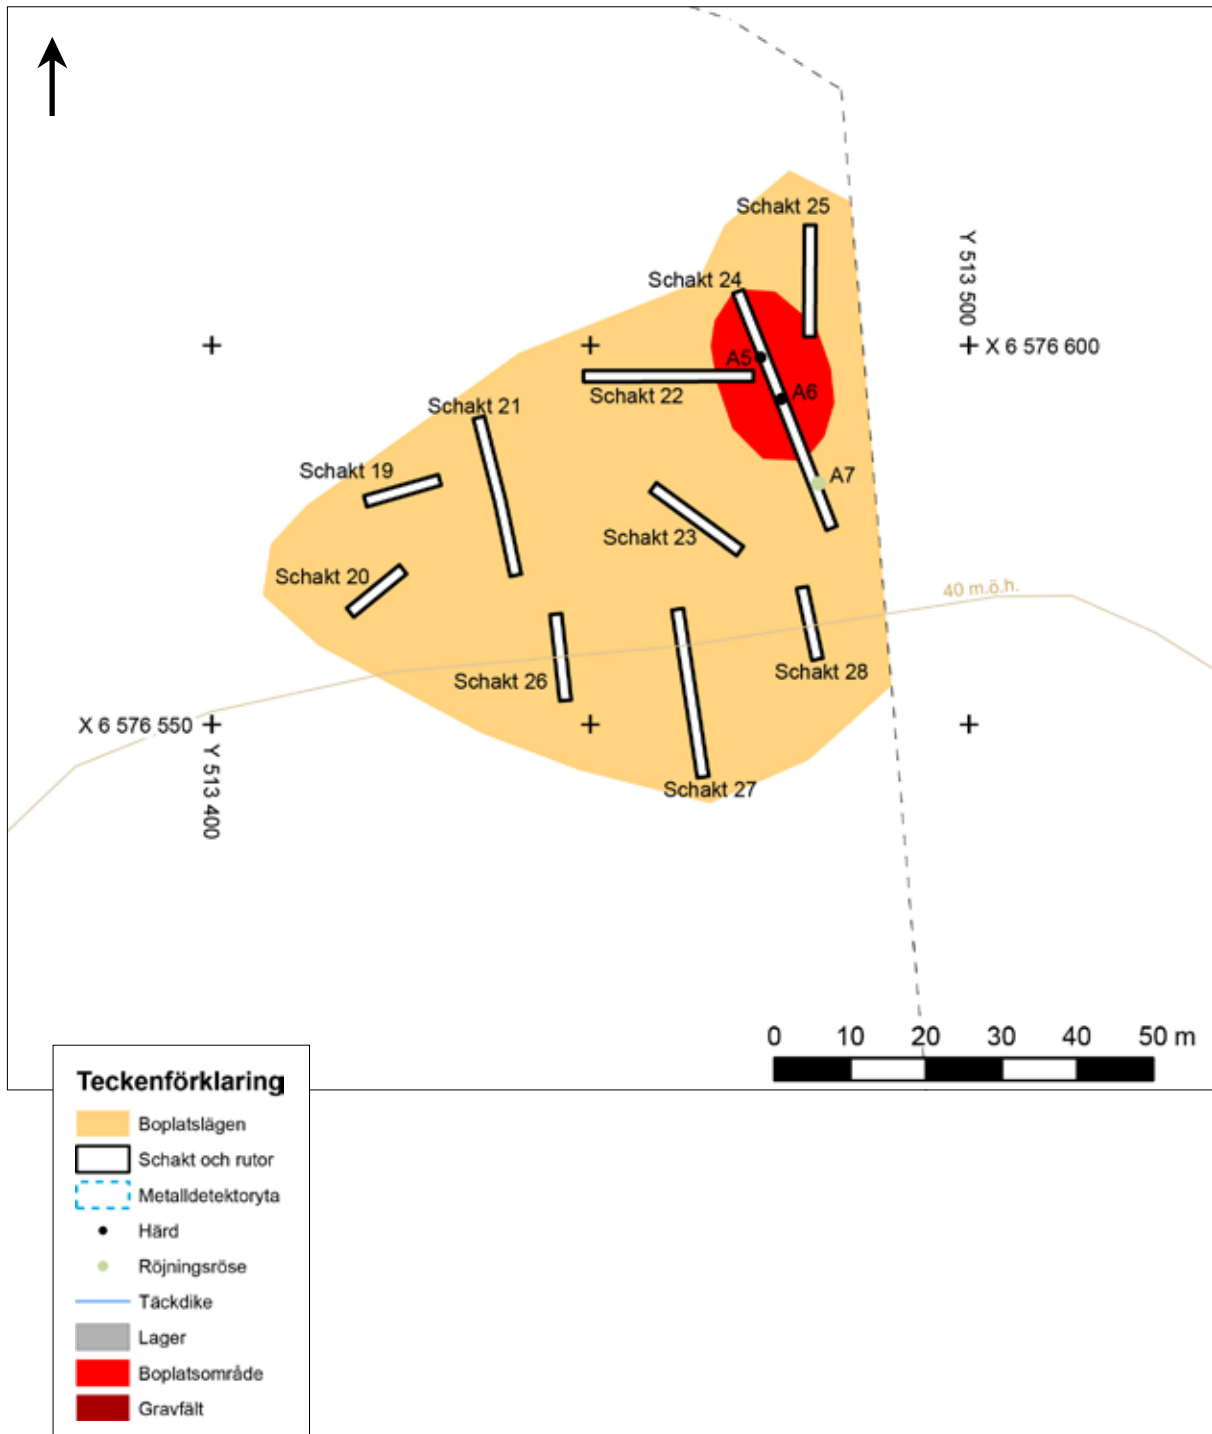 Schakt 25
Y 513 500
Schakt 24
X 6 576 600
A5
A6
Schakt 22
Schakt 21
Schakt 19
A7
Schakt 23
Schakt 20
40 m.ö.h.
Schakt 28
Schakt 26
X 6 576 550
Y 513 400
Schakt 27
0 10 20 30 40 50 m
Teckenförklaring
Boplatslägen
Schakt och rutor
Metalldetektoryta
Härd
Röjningsröse
Täckdike
Lager
Boplatsområde
Gravfält